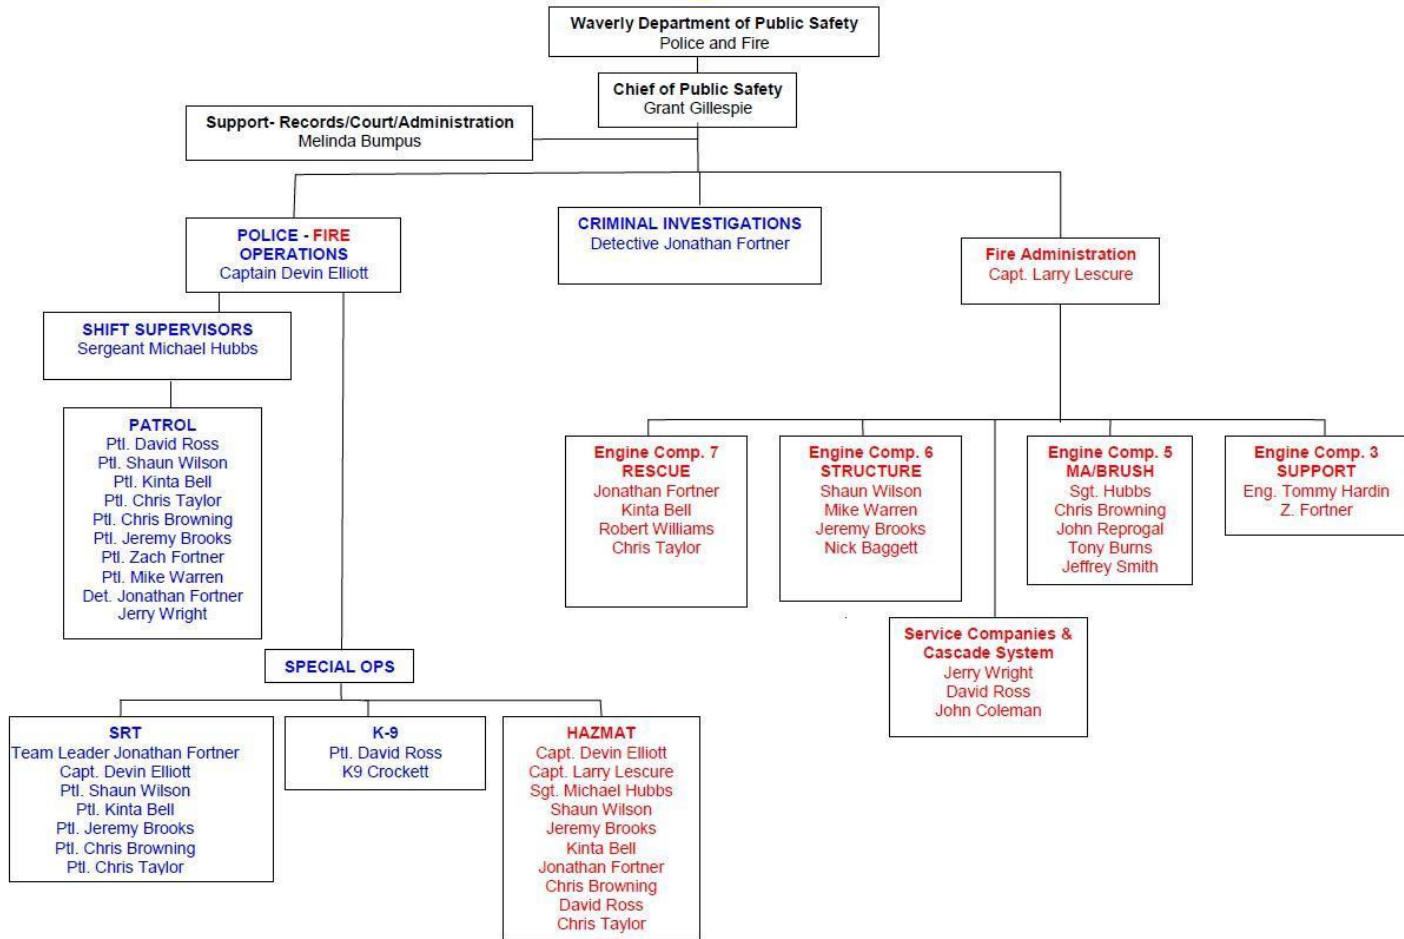 Waverly Department of Public Safety
Police and Fire
Chief of Public Safety
Grant Gillespie
Support- Records/Court/Administration
Melinda Bumpus
POLICE - FIRE
OPERATIONS
Captain Devin Elliott
CRIMINAL INVESTIGATIONS
Detective Jonathan Fortner
Fire Administration
Capt. Larry Lescure
SHIFT SUPERVISORS
Sergeant Michael Hubbs
PATROL
Ptl. David Ross
Ptl. Shaun Wilson
Ptl. Kinta Bell
Ptl. Chris Taylor
Ptl. Chris Browning
Ptl. Jeremy Brooks
Ptl. Zach Fortner
Ptl. Mike Warren
Det. Jonathan Fortner
Jerry Wright
Engine Comp. 7
RESCUE
Jonathan Fortner
Kinta Bell
Robert Williams
Chris Taylor
Engine Comp. 6
STRUCTURE
Shaun Wilson
Mike Warren
Jeremy Brooks
Nick Baggett
Engine Comp. 5
MA/BRUSH
Sgt. Hubbs
Chris Browning
John Reprogal
Tony Burns
Jeffrey Smith
Engine Comp. 3
SUPPORT
Eng. Tommy Hardin
Z. Fortner
Service Companies &
Cascade System
Jerry Wright
David Ross
John Coleman
SPECIAL OPS
SRT
Team Leader Jonathan Fortner
Capt. Devin Elliott
Ptl. Shaun Wilson
Ptl. Kinta Bell
Ptl. Jeremy Brooks
Ptl. Chris Browning
Ptl. Chris Taylor
K-9
Ptl. David Ross
K9 Crockett
HAZMAT
Capt. Devin Elliott
Capt. Larry Lescure
Sgt. Michael Hubbs
Shaun Wilson
Jeremy Brooks
Kinta Bell
Jonathan Fortner
Chris Browning
David Ross
Chris Taylor